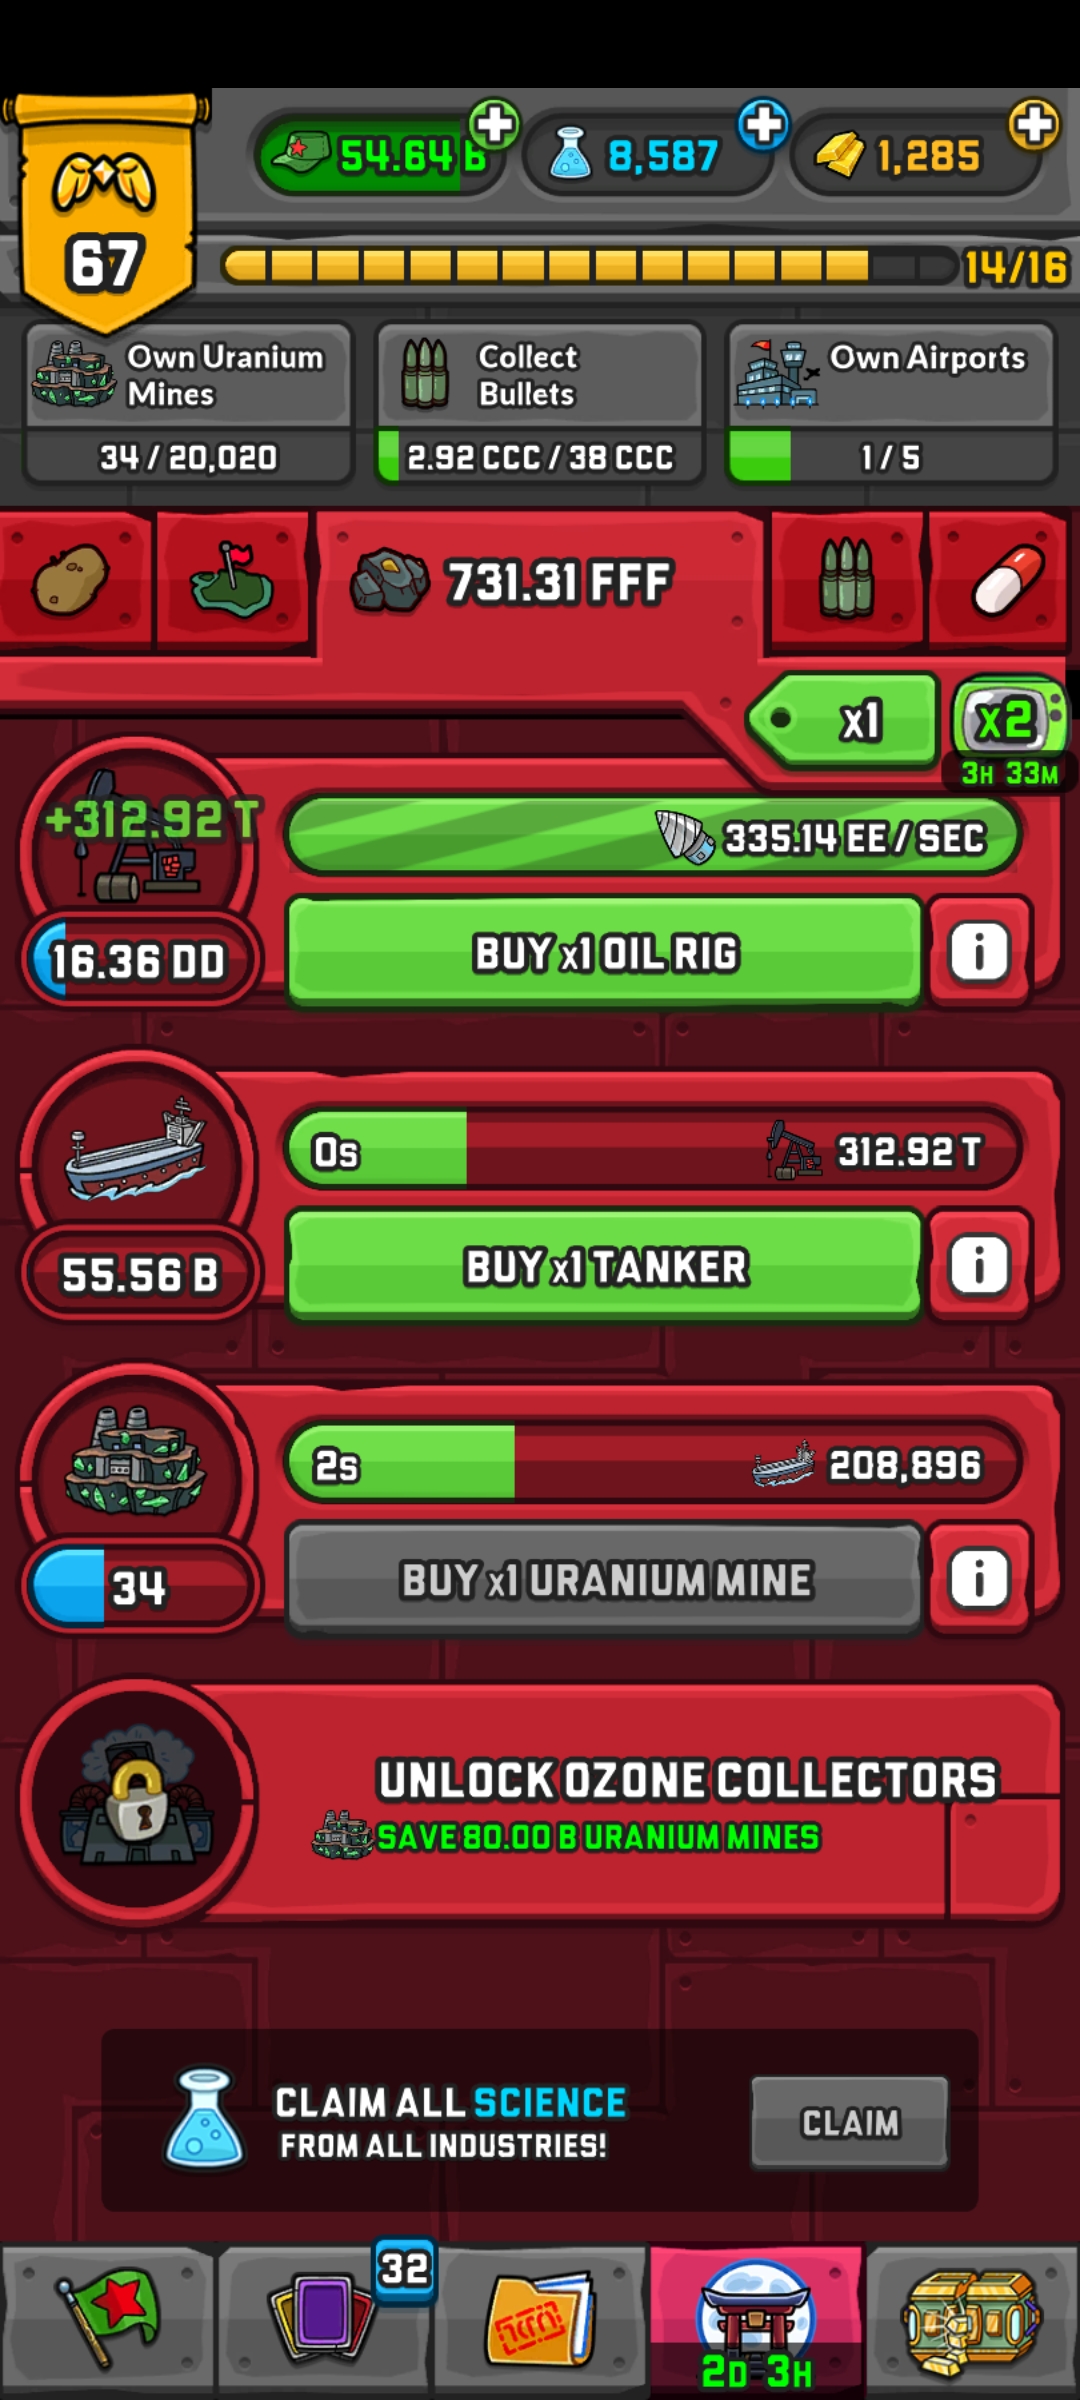 54.64 B
8,587
1,285
67
14/16
Own Uranium
Mines
34 / 20,020
Collect
Bullets
2.92 CCC / 38 CCC
Own Airports
1 / 5
731.31 FFF
x1
x2
3H 33M
+312.92 T
335.14 EE / SEC
16.36 DD
BUY x1 OIL RIG
i
0s
312.92 T
55.56 B
BUY x1 TANKER
i
2s
208,896
34
BUY x1 URANIUM MINE
i
UNLOCK OZONE COLLECTORS
SAVE 80.00 B URANIUM MINES
CLAIM ALL SCIENCE
FROM ALL INDUSTRIES!
CLAIM
32
2D 3H